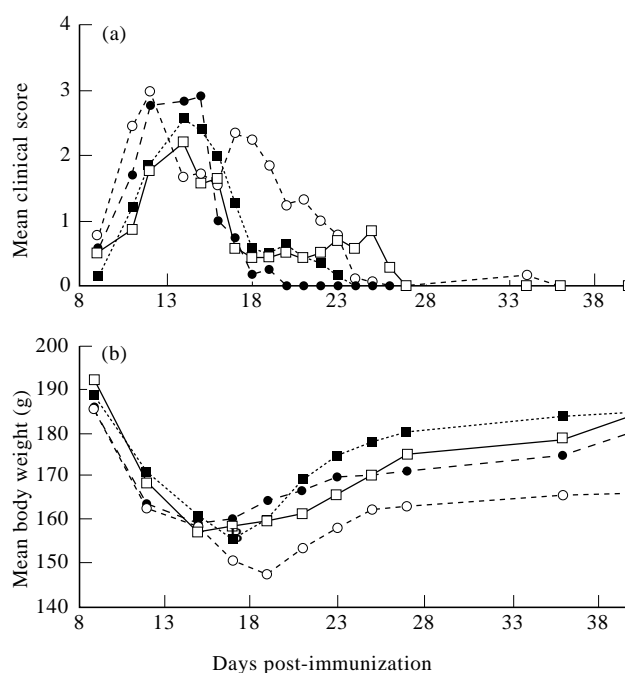 4
(a)
3
2
1
0
Mean clinical score
13 18 23 28 33 38
200
(b)
190
180
170
160
150
140
Mean body weight (g)
8 13 18 23 28 33 38
Days post-immunization